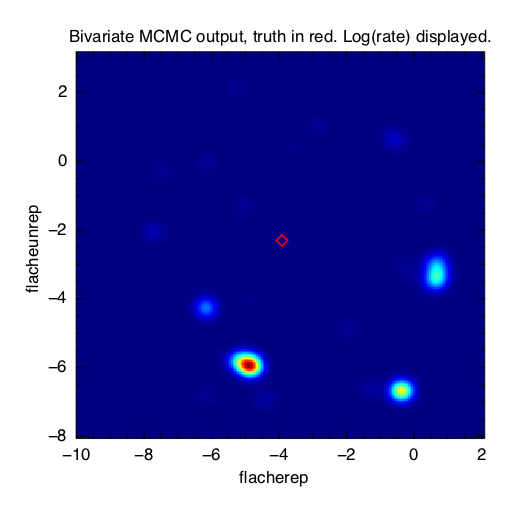 Bivariate MCMC output, truth in red. Log(rate) displayed.
2
0
−2
−4
−6
−8
flacheunrep
−10 −8 −6 −4 −2 0 2
flacherep